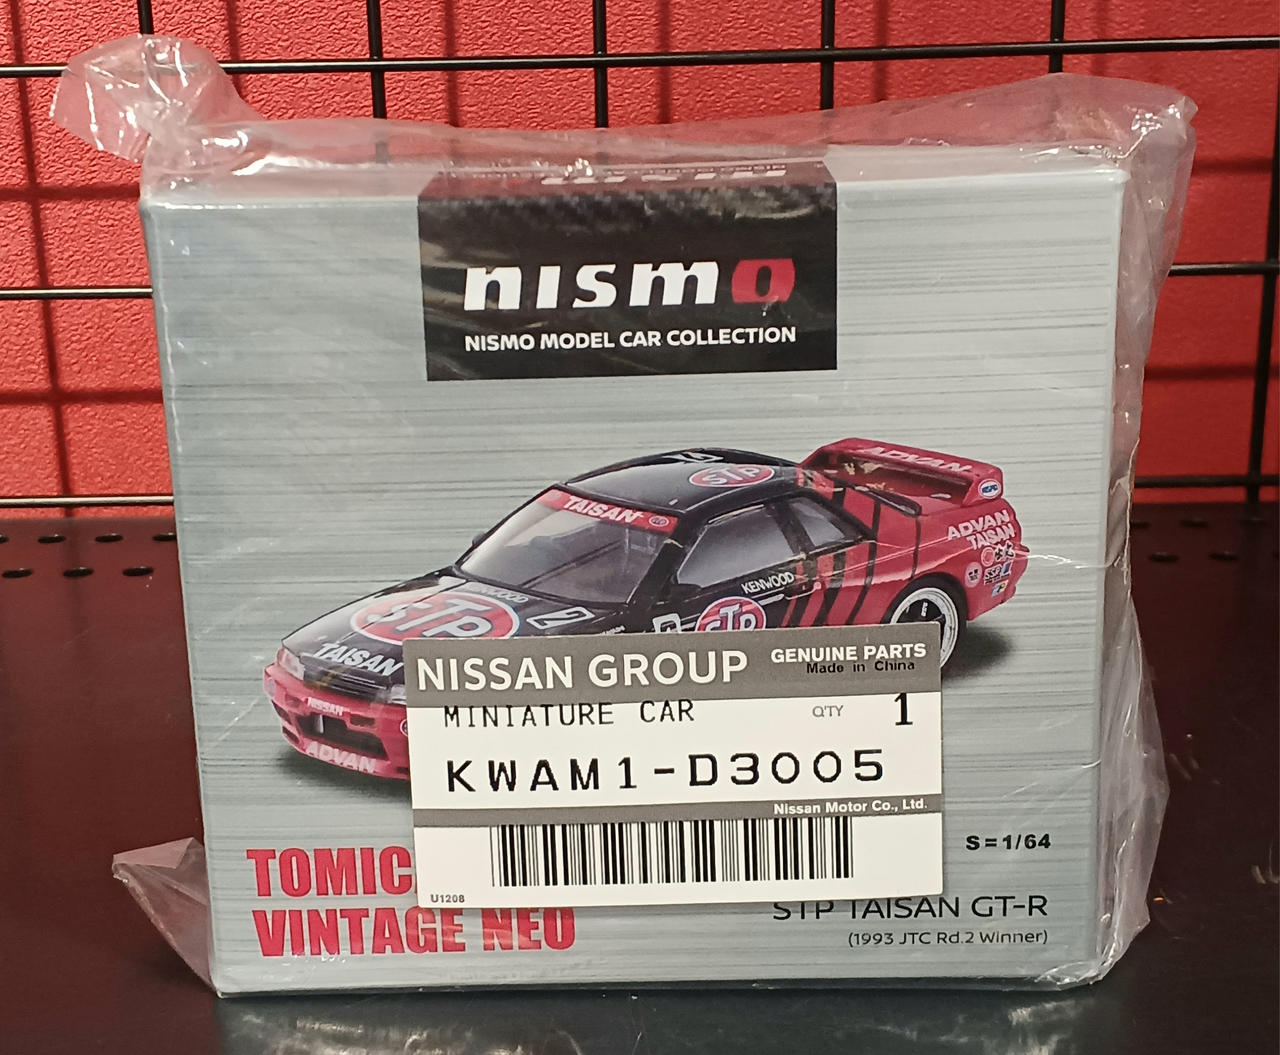 nismo
NISMO MODEL CAR COLLECTION
ADVAN
STP
TAISAN
ADVAN
TAISAN
KENWOOD
STP
2
STP
TAISAN
NISSAN
ADVAN
NISSAN GROUP
GENUINE PARTS
Made in China
MINIATURE CAR
Q'TY 1
KWAM1-D3005
Nissan Motor Co., Ltd.
U1208
S=1/64
TOMIC
VINTAGE NEO
STP TAISAN GT-R
(1993 JTC Rd.2 Winner)